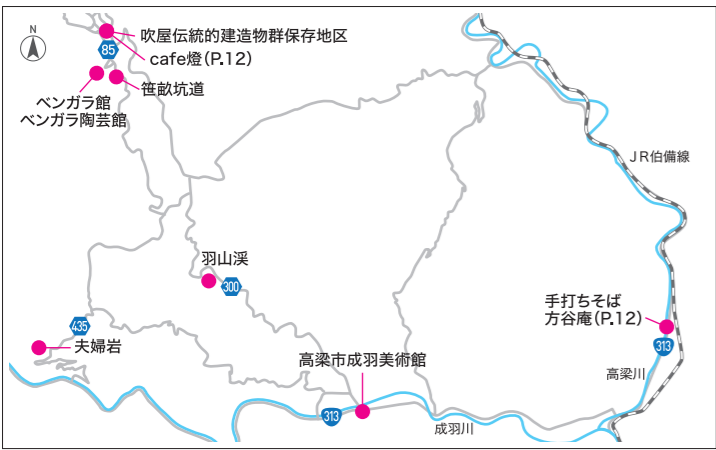 N
吹屋伝統的建造物群保存地区
85
cafe燈（P.12）
笹畝坑道
ベンガラ館
ベンガラ陶芸館
JR伯備線
羽山渓
300
手打ちそば
方谷庵（P.12）
435
夫婦岩
313
高梁市成羽美術館
高梁川
313
成羽川